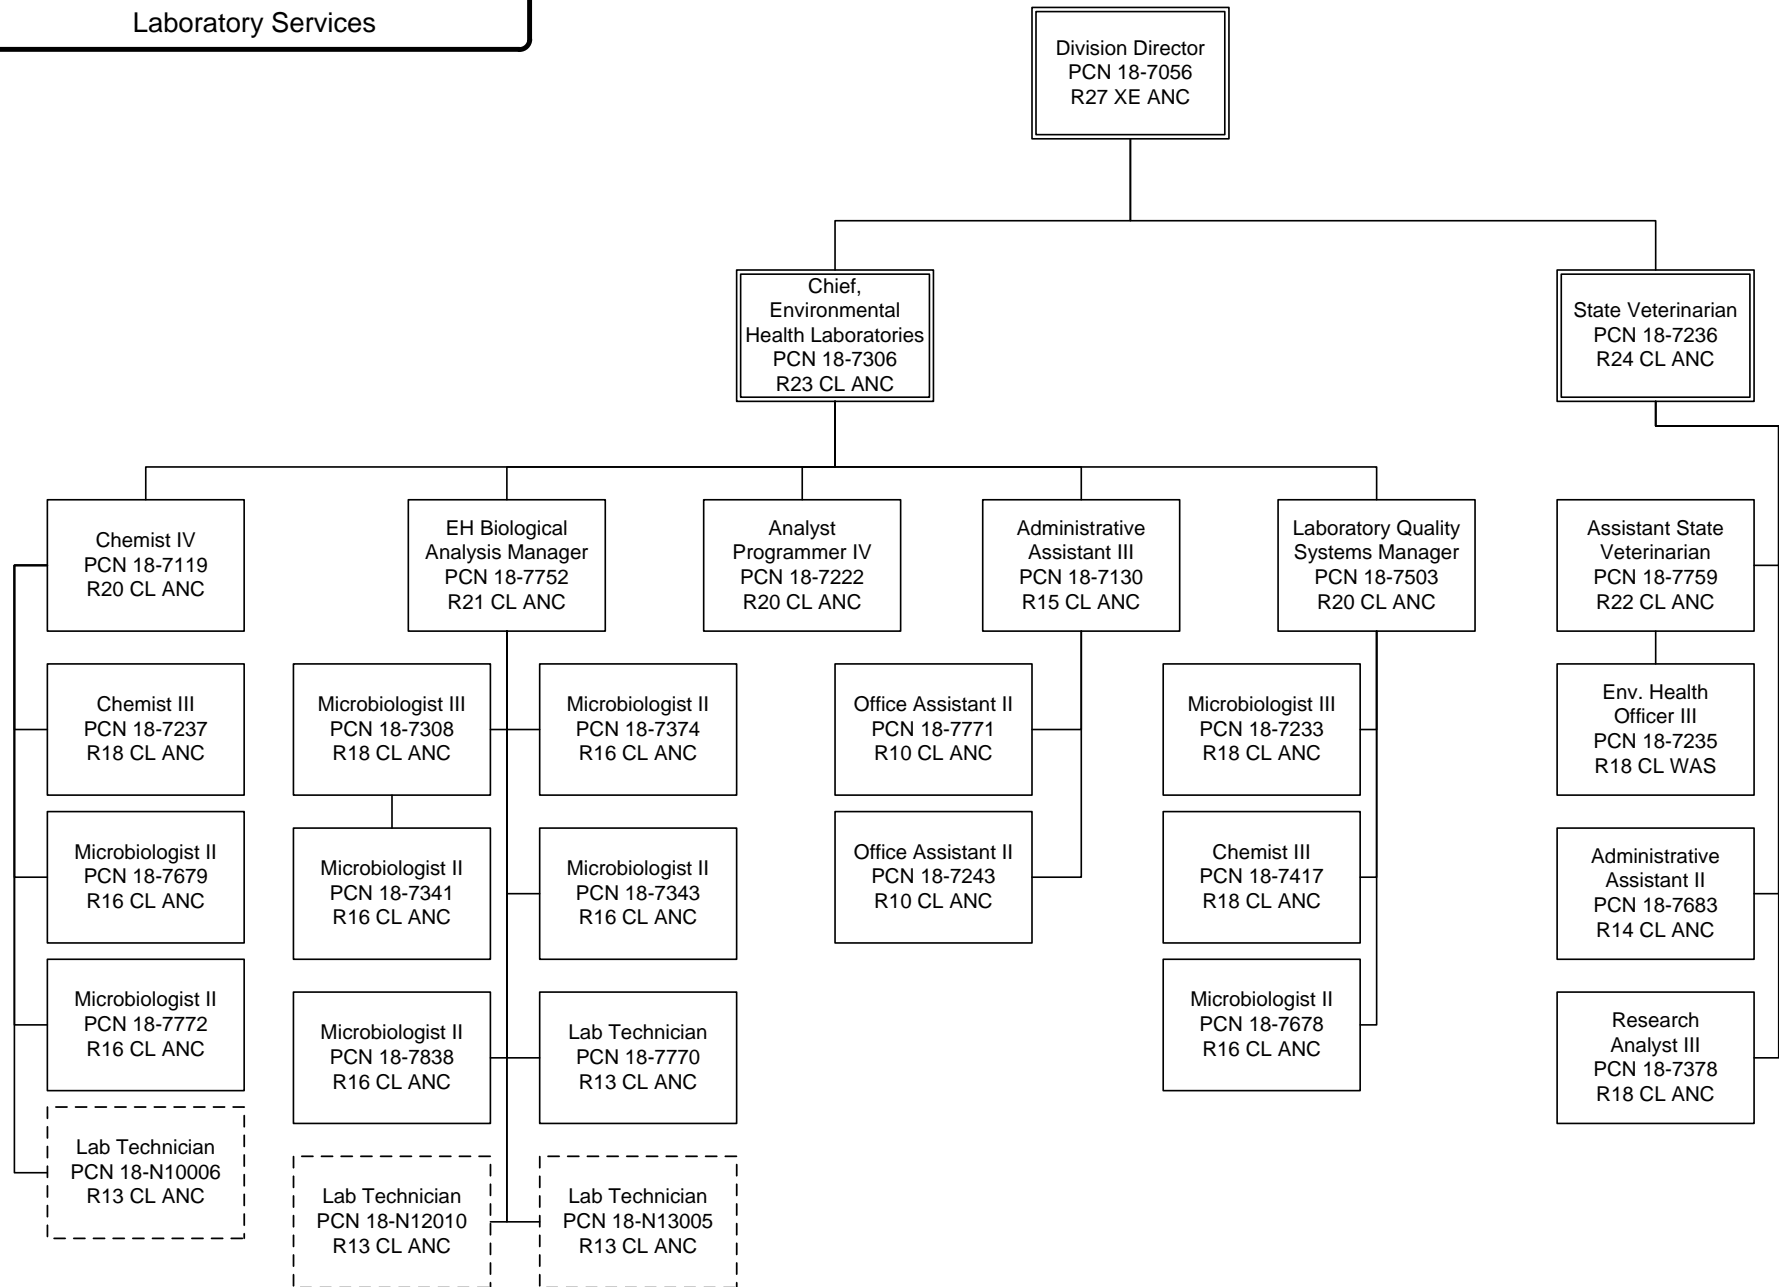 Laboratory Services
Division Director
PCN 18-7056
R27 XE ANC
Chief,
Environmental
Health Laboratories
PCN 18-7306
R23 CL ANC
State Veterinarian
PCN 18-7236
R24 CL ANC
Chemist IV
PCN 18-7119
R20 CL ANC
EH Biological
Analysis Manager
PCN 18-7752
R21 CL ANC
Analyst
Programmer IV
PCN 18-7222
R20 CL ANC
Administrative
Assistant III
PCN 18-7130
R15 CL ANC
Laboratory Quality
Systems Manager
PCN 18-7503
R20 CL ANC
Assistant State
Veterinarian
PCN 18-7759
R22 CL ANC
Chemist III
PCN 18-7237
R18 CL ANC
Microbiologist III
PCN 18-7308
R18 CL ANC
Microbiologist II
PCN 18-7374
R16 CL ANC
Office Assistant II
PCN 18-7771
R10 CL ANC
Microbiologist III
PCN 18-7233
R18 CL ANC
Env. Health
Officer III
PCN 18-7235
R18 CL WAS
Microbiologist II
PCN 18-7679
R16 CL ANC
Microbiologist II
PCN 18-7341
R16 CL ANC
Microbiologist II
PCN 18-7343
R16 CL ANC
Office Assistant II
PCN 18-7243
R10 CL ANC
Chemist III
PCN 18-7417
R18 CL ANC
Administrative
Assistant II
PCN 18-7683
R14 CL ANC
Microbiologist II
PCN 18-7772
R16 CL ANC
Microbiologist II
PCN 18-7838
R16 CL ANC
Lab Technician
PCN 18-7770
R13 CL ANC
Microbiologist II
PCN 18-7678
R16 CL ANC
Research
Analyst III
PCN 18-7378
R18 CL ANC
Lab Technician
PCN 18-N10006
R13 CL ANC
Lab Technician
PCN 18-N12010
R13 CL ANC
Lab Technician
PCN 18-N13005
R13 CL ANC